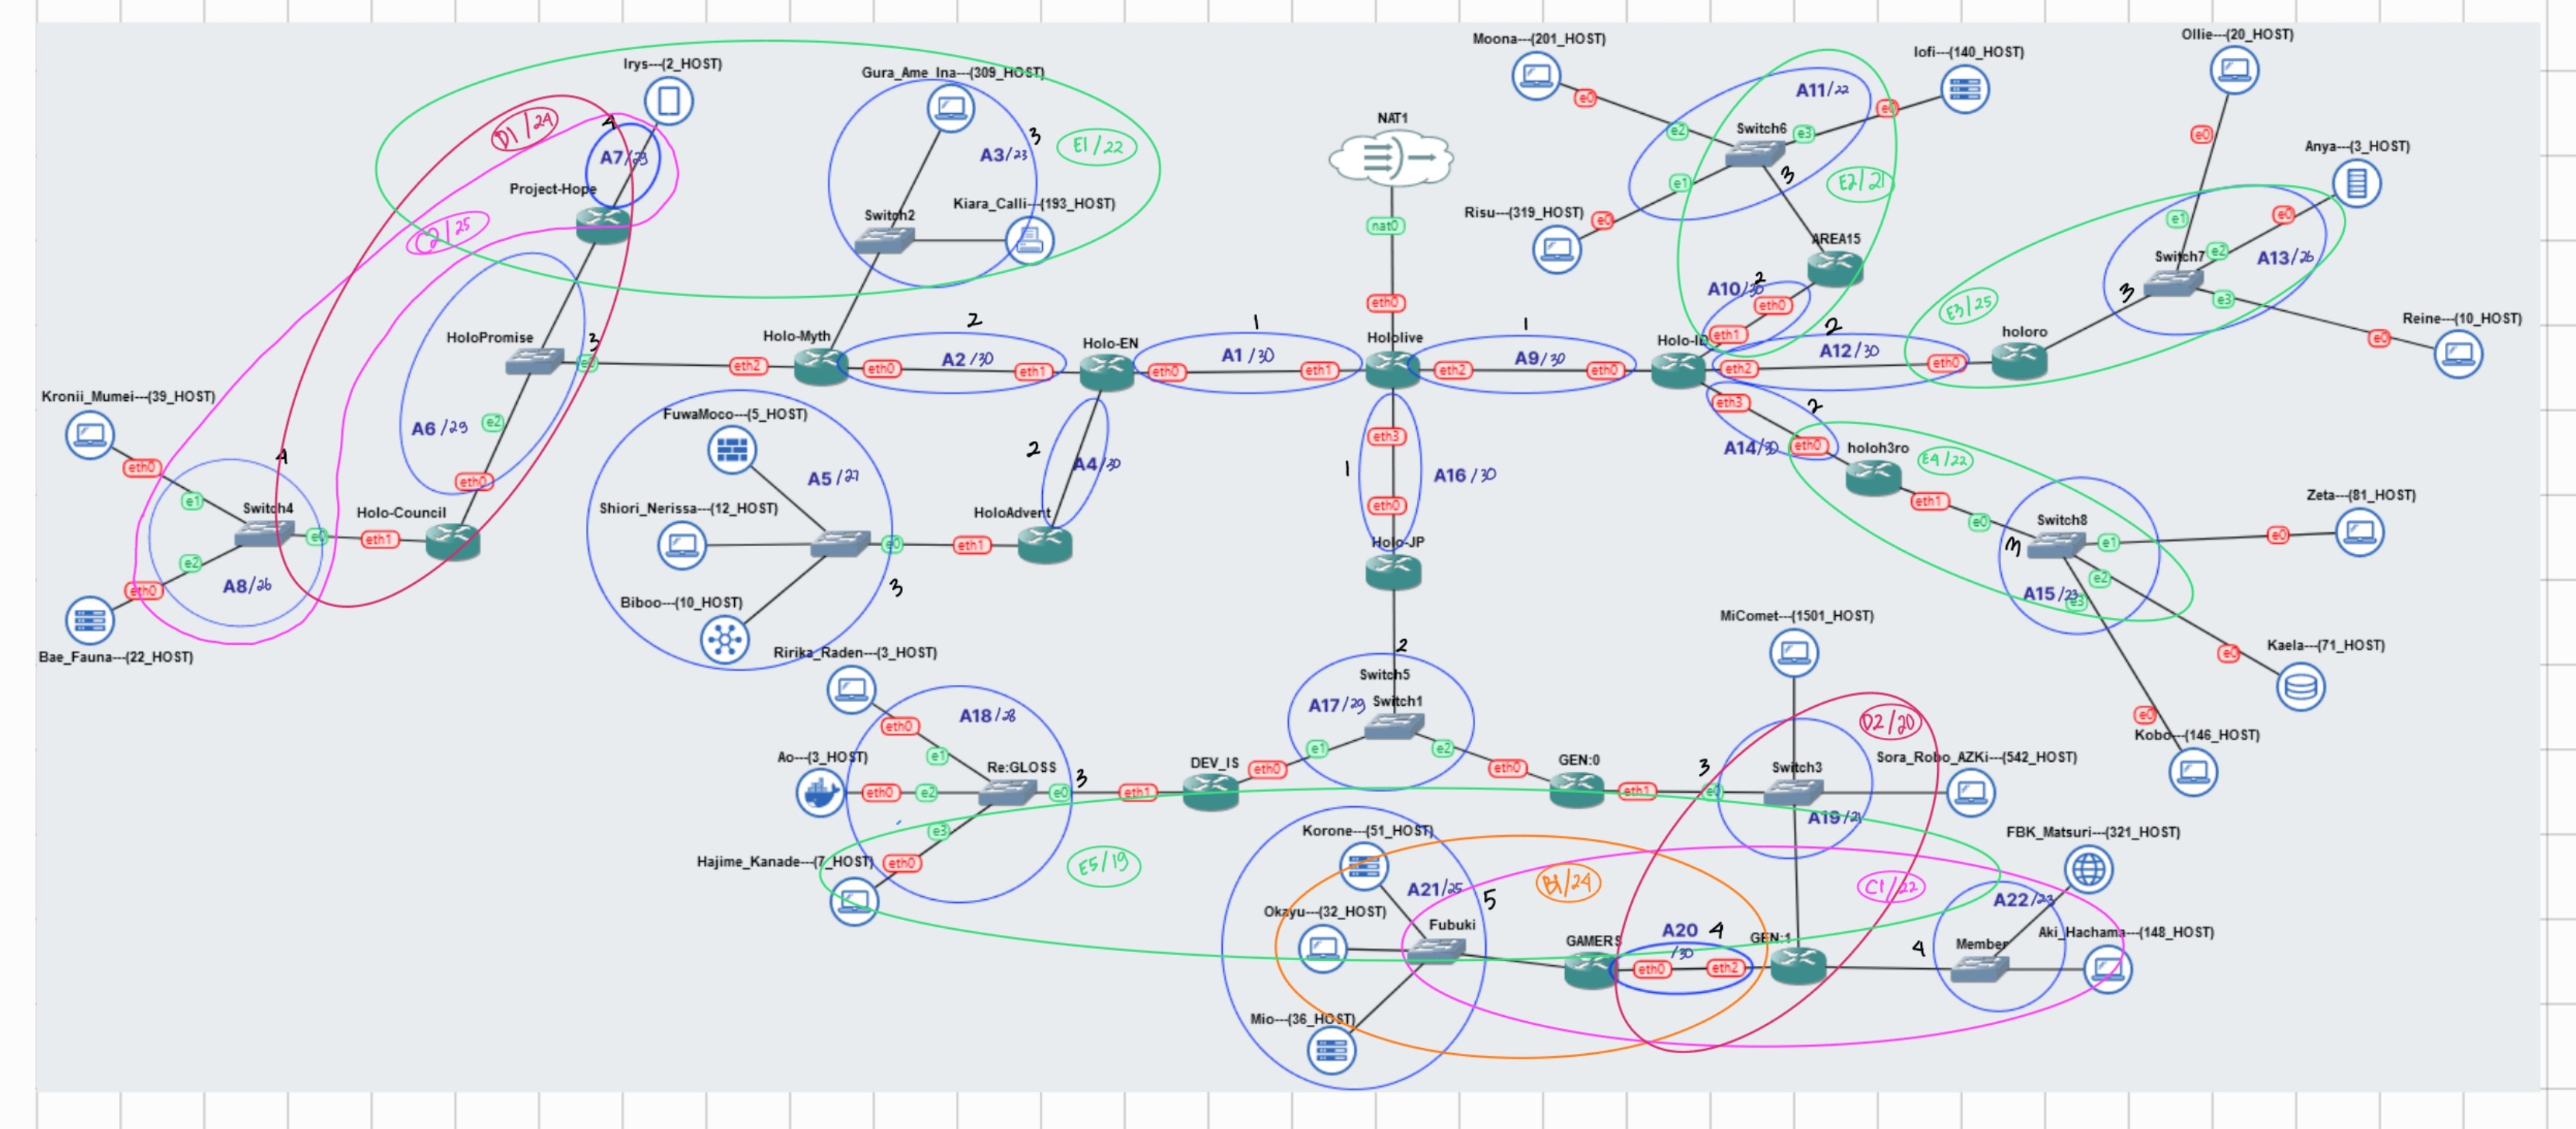 Moona---(201_HOST)
Iofi---(140_HOST)
Ollie---(20_HOST)
Irys---(2_HOST)
Gura_Ame_Ina---(309_HOST)
A11/22
e0
e0
D1/24
4
NAT1
e2
Switch6
e3
e0
3
E1/22
A3/23
Anya---(3_HOST)
A7/29
Project-Hope
e1
3
E2/21
Kiara_Calli---(193_HOST)
Switch2
Risu---(319_HOST)
e0
e1
e0
C2/25
nat0
AREA15
e2
Switch7
A13/26
2
A10/30
eth0
eth0
E3/25
3
e3
Reine---(10_HOST)
HoloPromise
3
Holo-Myth
2
Holo-EN
1
Hololive
1
Holo-ID
eth1
2
holoro
e0
e0
eth2
eth0
A2/30
eth1
eth0
A1/30
eth1
eth2
A9/30
eth0
eth2
A12/30
eth0
Kronii_Mumei---(39_HOST)
FuwaMoco---(5_HOST)
eth3
2
A6/29
e2
eth3
A14/30
eth0
holoh3ro
E4/22
4
2
A4/30
1
A16/30
eth0
eth0
A5/27
eth1
Zeta---(81_HOST)
e1
Switch4
Holo-Council
Shiori_Nerissa---(12_HOST)
HoloAdvent
eth0
e0
Switch8
e0
eth1
e0
eth1
Holo-JP
3
e1
e0
e2
eth0
A8/26
e2
A15/23
e3
3
Biboo---(10_HOST)
MiComet---(1501_HOST)
Bae_Fauna---(22_HOST)
Ririka_Raden---(3_HOST)
2
Kaela---(71_HOST)
e0
Switch5
A17/29
Switch1
A18/28
D2/20
e0
eth0
Kobo---(146_HOST)
e1
e2
Ao---(3_HOST)
e1
Re:GLOSS
3
DEV_IS
eth0
eth0
GEN:0
3
Switch3
Sora_Robo_AZKi---(542_HOST)
eth0
e2
e0
eth1
eth1
e0
A19/21
e3
Korone---(51_HOST)
FBK_Matsuri---(321_HOST)
Hajime_Kanade---(7_HOST)
eth0
E5/19
A21/25
5
B1/24
C1/22
A22/23
Okayu---(32_HOST)
Fubuki
GAMERS
A20
4
/30
GEN:1
4
Member
Aki_Hachama---(148_HOST)
eth0
eth2
Mio---(36_HOST)